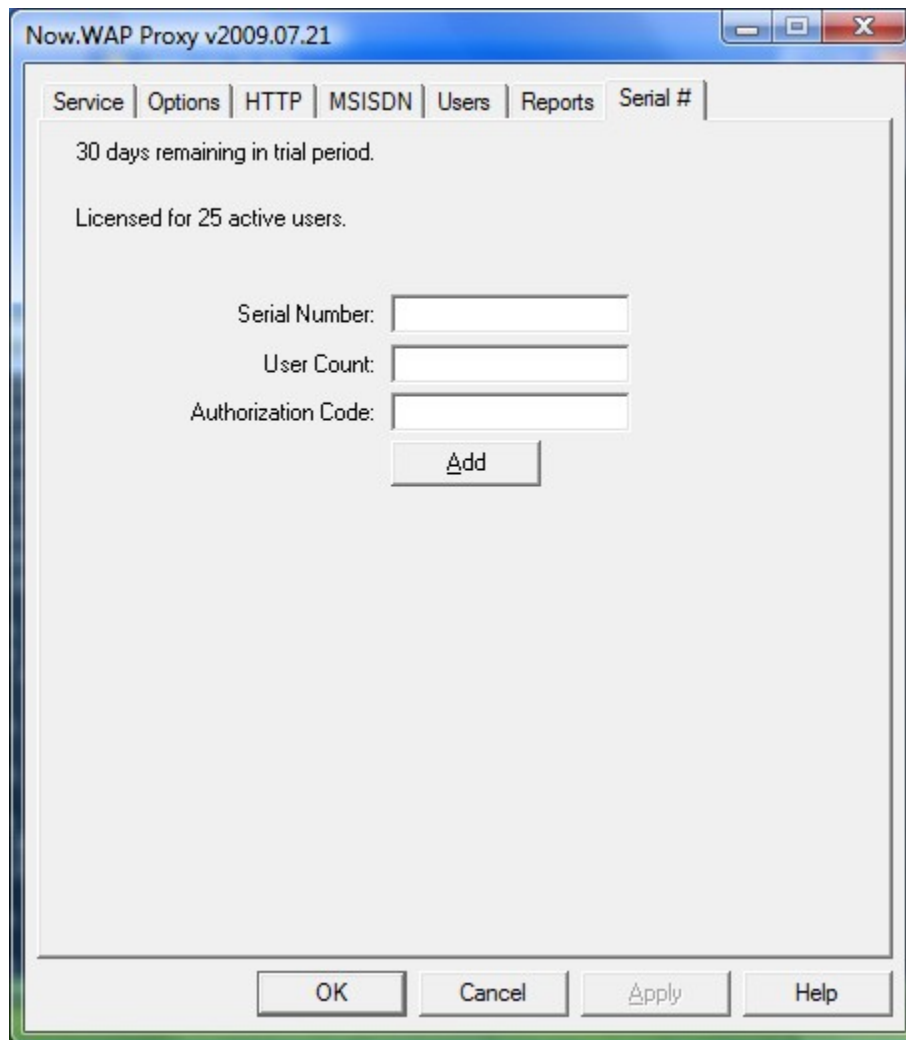 Now.WAP Proxy v2009.07.21
Service Options HTTP MSISDN Users Reports Serial #
30 days remaining in trial period.
Licensed for 25 active users.
Serial Number:
User Count:
Authorization Code:
Add
OK Cancel Apply Help